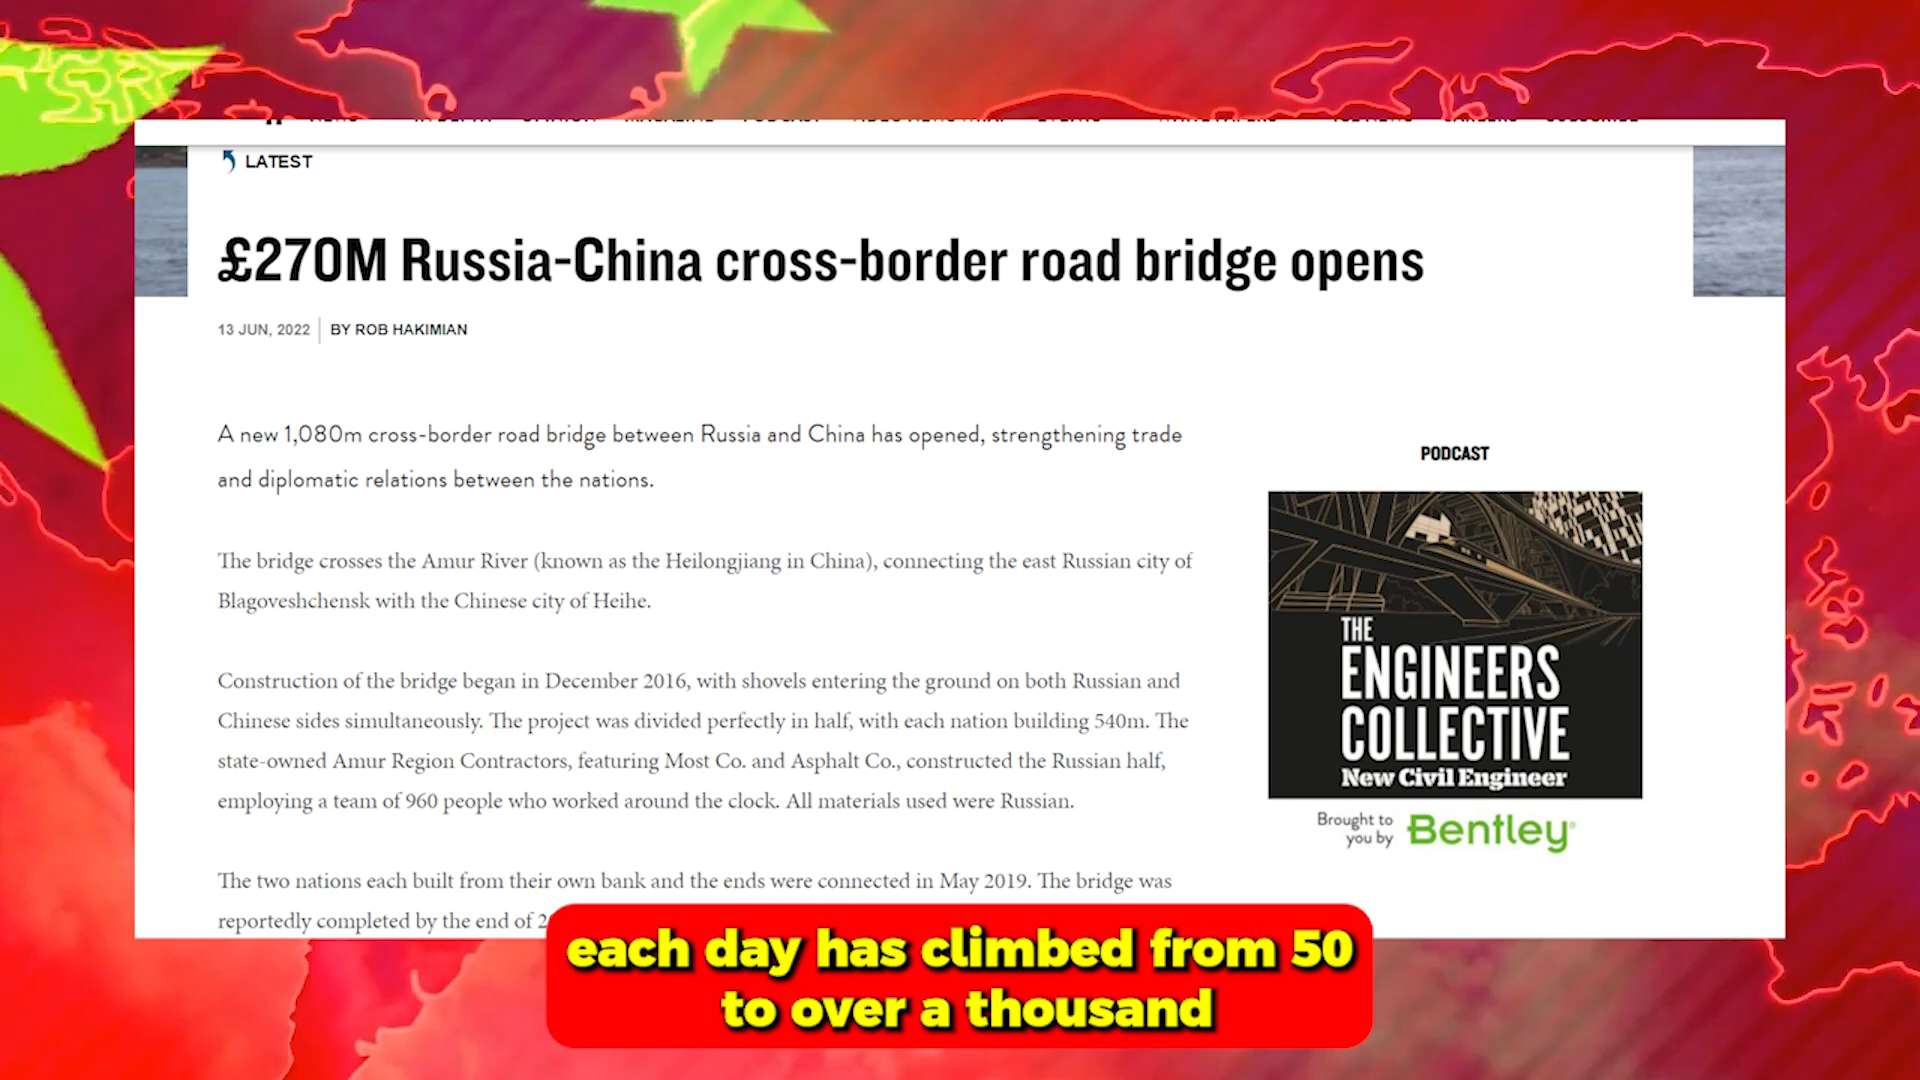 LATEST
£270M Russia-China cross-border road bridge opens
13 JUN, 2022 | BY ROB HAKIMIAN
A new 1,080m cross-border road bridge between Russia and China has opened, strengthening trade
and diplomatic relations between the nations.
The bridge crosses the Amur River (known as the Heilongjiang in China), connecting the east Russian city of
Blagoveshchensk with the Chinese city of Heihe.
Construction of the bridge began in December 2016, with shovels entering the ground on both Russian and
Chinese sides simultaneously. The project was divided perfectly in half, with each nation building 540m. The
state-owned Amur Region Contractors, featuring Most Co. and Asphalt Co., constructed the Russian half,
employing a team of 960 people who worked around the clock. All materials used were Russian.
The two nations each built from their own bank and the ends were connected in May 2019. The bridge was
reportedly completed by the end of
PODCAST
THE
ENGINEERS
COLLECTIVE
New Civil Engineer
Brought to
you by
Bentley
each day has climbed from 50
to over a thousand